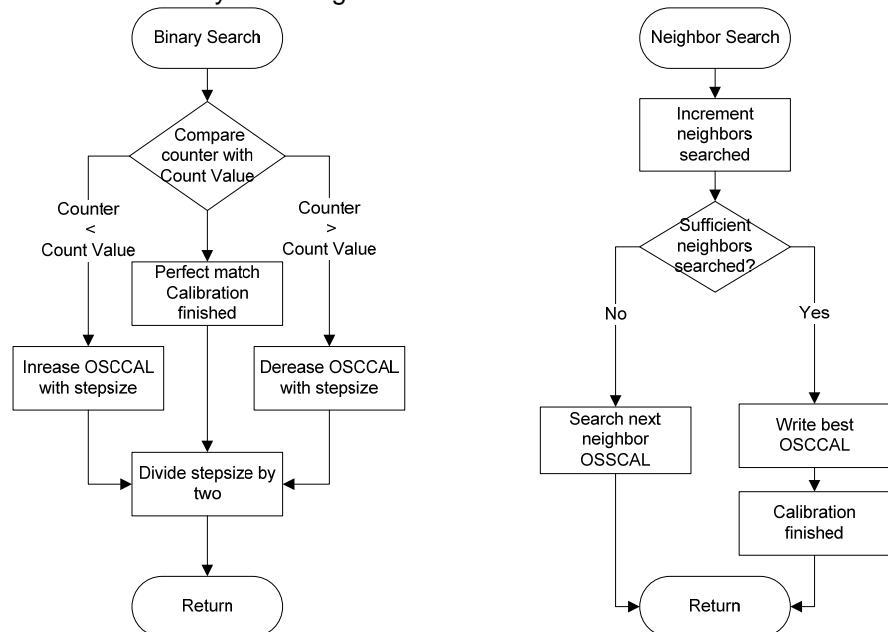 Binary Search
Compare
counter with
Count Value
Counter
<
Count Value
Counter
>
Count Value
Perfect match
Calibration
finished
Inrease OSCCAL
with stepsize
Derease OSCCAL
with stepsize
Divide stepsize by
two
Return
Neighbor Search
Increment
neighbors
searched
Sufficient
neighbors
searched?
No
Yes
Search next
neighbor
OSSCAL
Write best
OSCCAL
Calibration
finished
Return